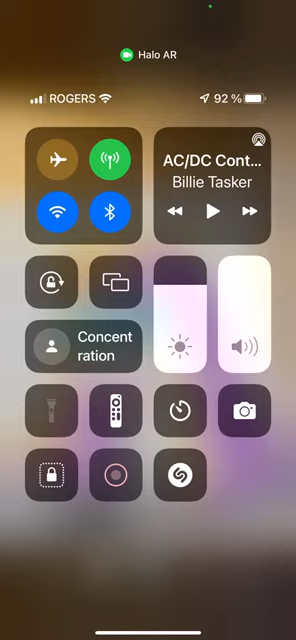 Halo AR
ROGERS
92 %
AC/DC Cont...
Billie Tasker
Concent
ration